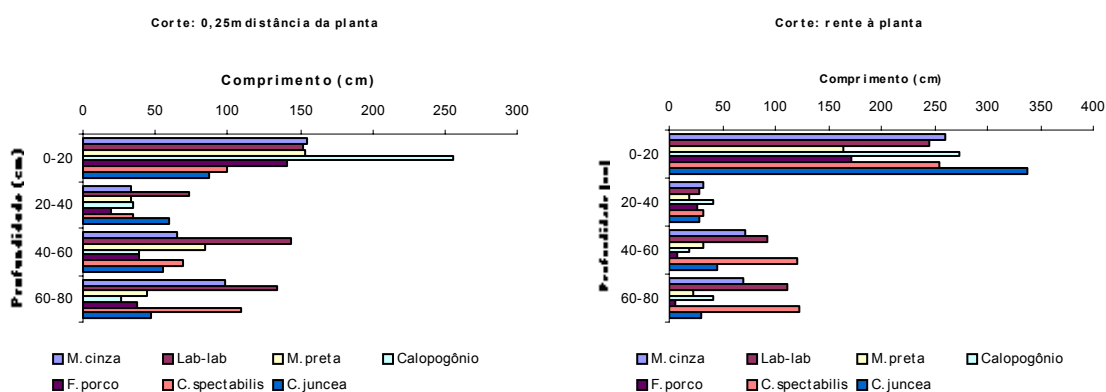 Corte: 0,25m distância da planta
Comprimento (cm)
0 50 100 150 200 250 300
Profundidade (cm)
0-20
20-40
40-60
60-80
M. cinza Lab-lab M. preta Calopogônio
F. porco C. spectabilis C. juncea
Corte: rente à planta
Comprimento (cm)
0 50 100 150 200 250 300 350 400
Profundidade (cm)
0-20
20-40
40-60
60-80
M. cinza Lab-lab M. preta Calopogônio
F. porco C. spectabilis C. juncea